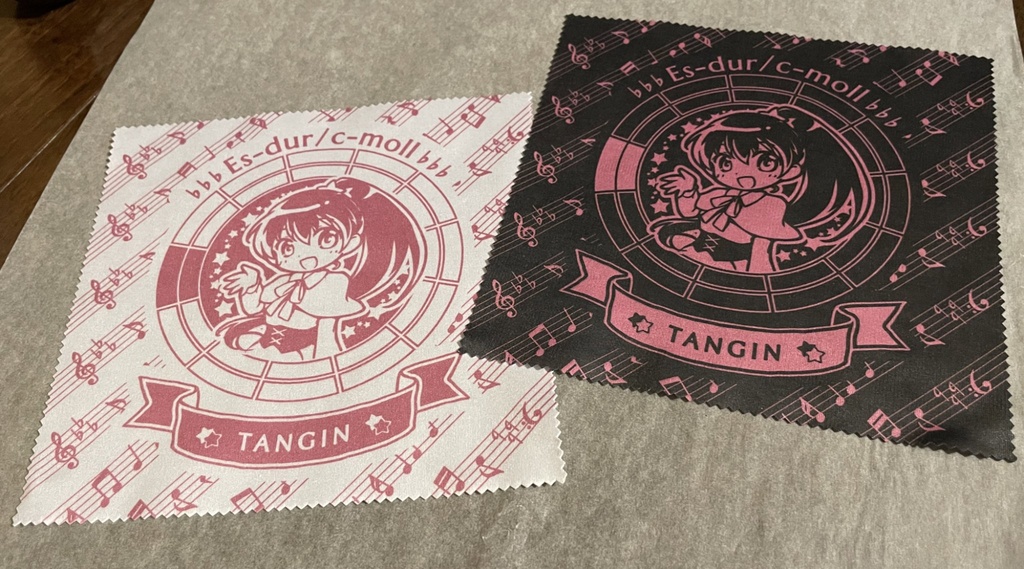 ♭♭♭ Es-dur/c-moll ♭♭♭
TANGIN
♭♭♭ Es-dur/c-moll ♭♭♭
TANGIN